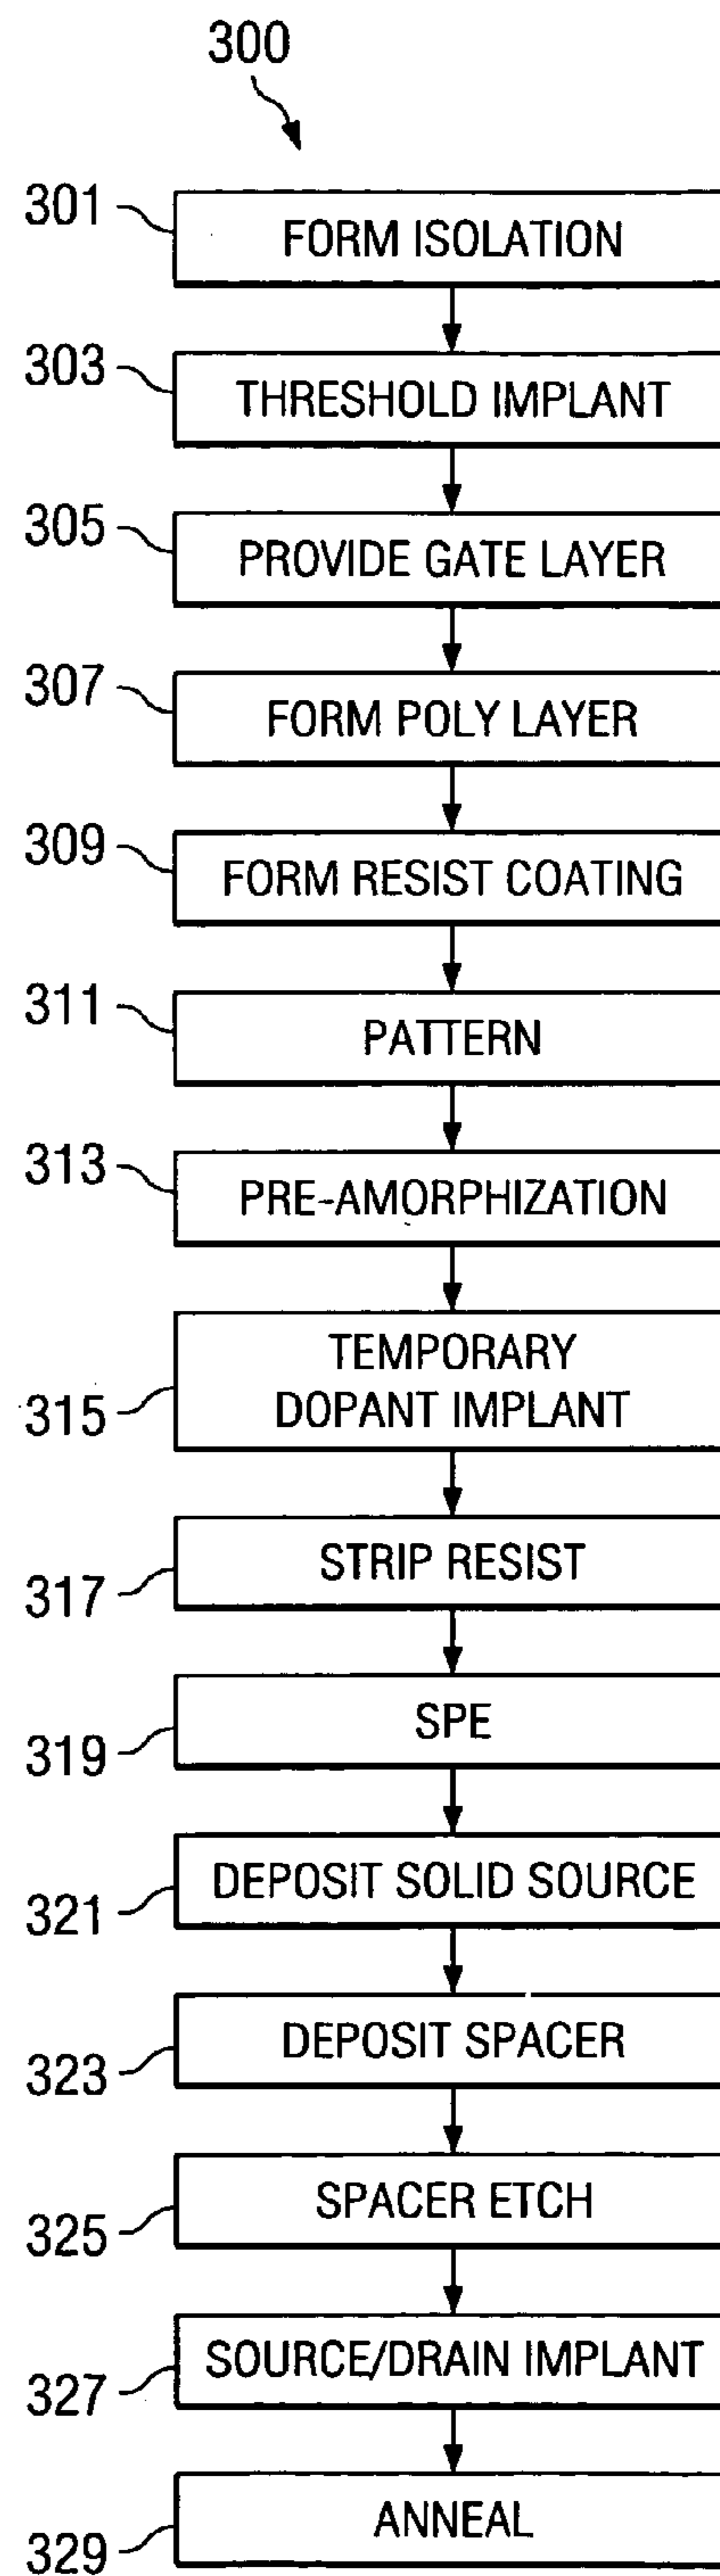 300
301
FORM ISOLATION
303
THRESHOLD IMPLANT
305
PROVIDE GATE LAYER
307
FORM POLY LAYER
309
FORM RESIST COATING
311
PATTERN
313
PRE-AMORPHIZATION
TEMPORARY
315
DOPANT IMPLANT
STRIP RESIST
317
SPE
319
DEPOSIT SOLID SOURCE
321
DEPOSIT SPACER
323
SPACER ETCH
325
SOURCE/DRAIN IMPLANT
327
ANNEAL
329